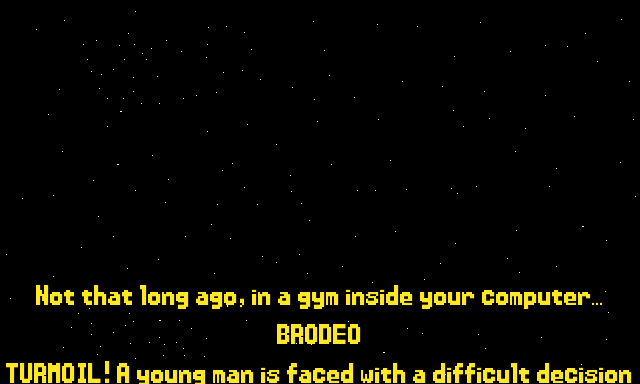 Not that long ago, in a gym inside your computer...
BRODEO
TURMOIL! A young man is faced with a difficult decision